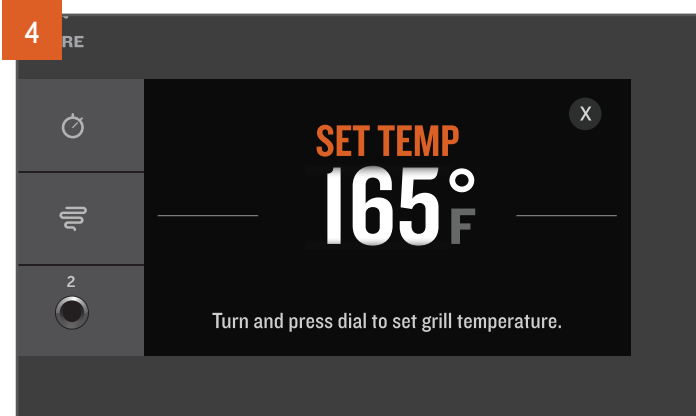 4
RE
X
SET TEMP
165°F
2
Turn and press dial to set grill temperature.